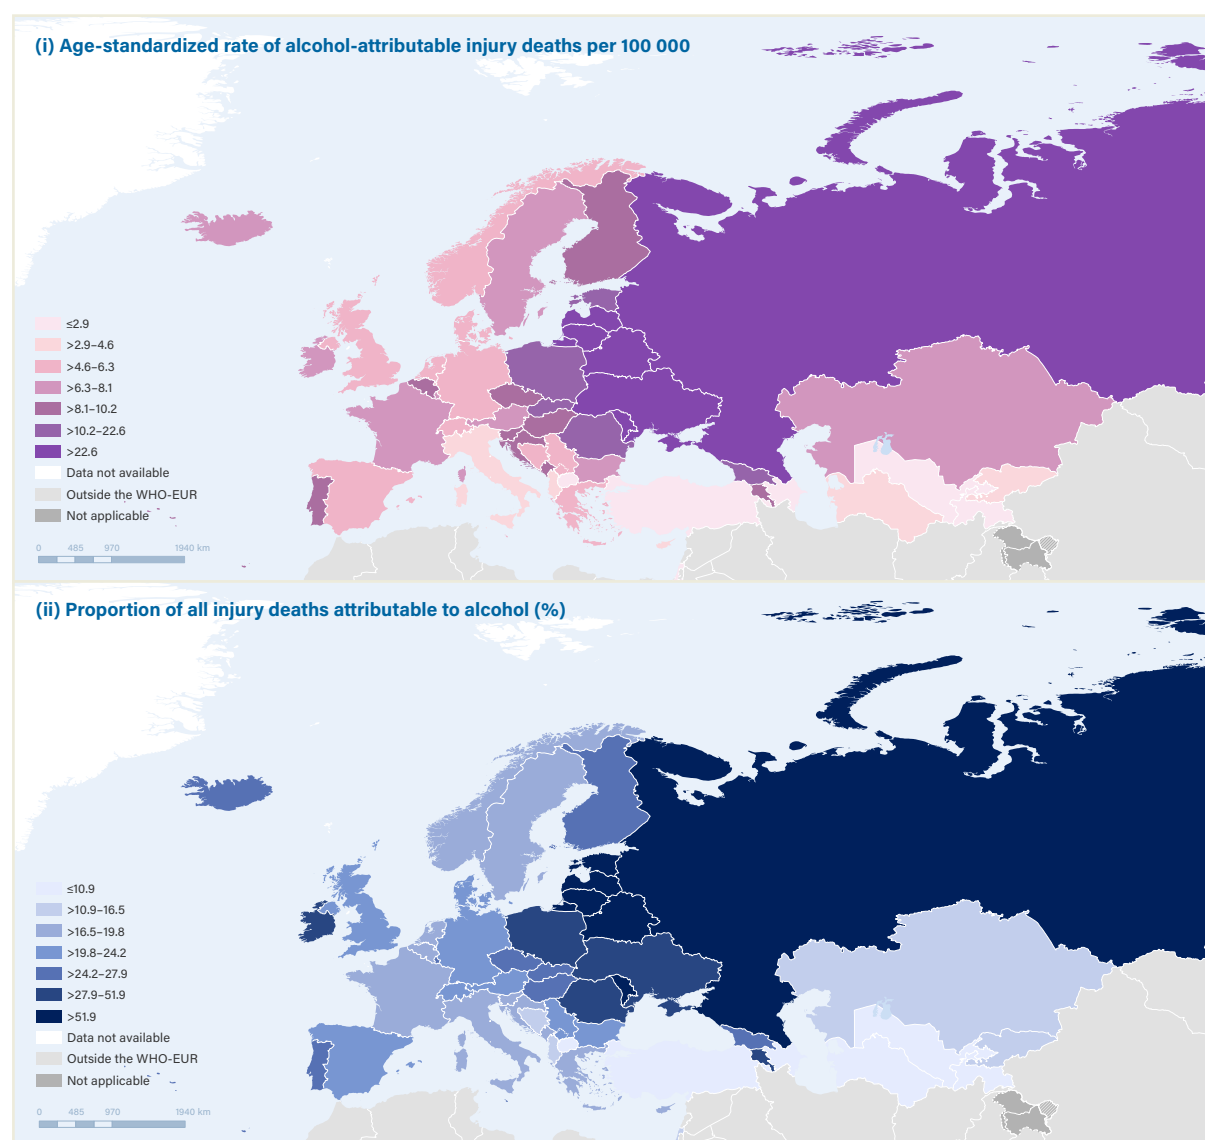 (i) Age-standardized rate of alcohol-attributable injury deaths per 100 000
≤2.9
>2.9–4.6
>4.6–6.3
>6.3–8.1
>8.1–10.2
>10.2–22.6
>22.6
Data not available
Outside the WHO-EUR
Not applicable
0 485 970 1940 km
(ii) Proportion of all injury deaths attributable to alcohol (%)
≤10.9
>10.9–16.5
>16.5–19.8
>19.8–24.2
>24.2–27.9
>27.9–51.9
>51.9
Data not available
Outside the WHO-EUR
Not applicable
0 485 970 1940 km